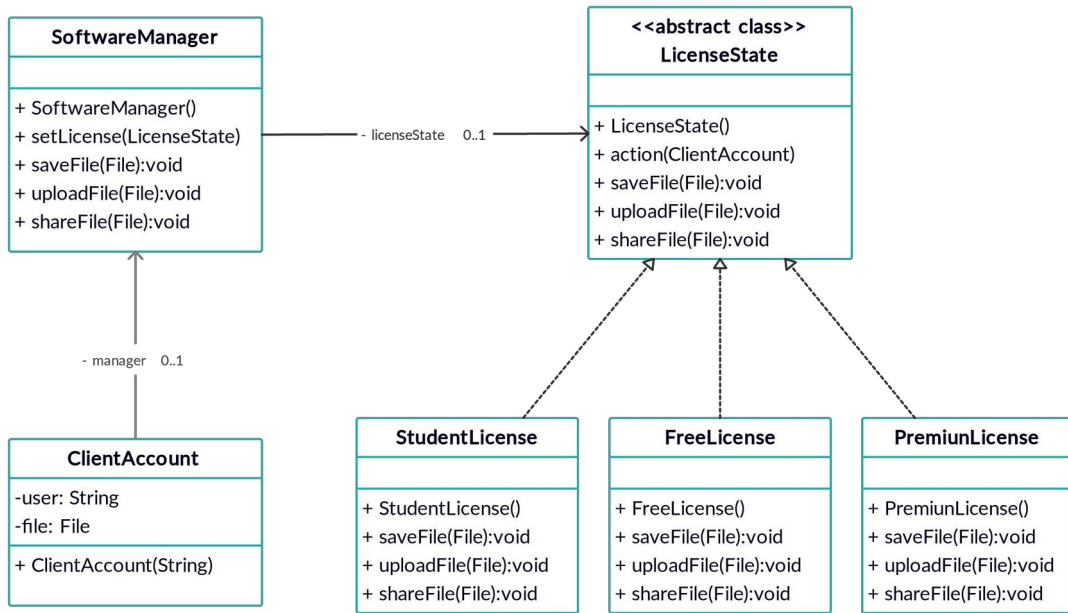 SoftwareManager
+ SoftwareManager()
+ setLicense(LicenseState)
+ saveFile(File):void
+ uploadFile(File):void
+ shareFile(File):void
- licenseState 0..1
<<abstract class>>
LicenseState
+ LicenseState()
+ action(ClientAccount)
+ saveFile(File):void
+ uploadFile(File):void
+ shareFile(File):void
- manager 0..1
ClientAccount
-user: String
-file: File
+ ClientAccount(String)
StudentLicense
+ StudentLicense()
+ saveFile(File):void
+ uploadFile(File):void
+ shareFile(File):void
FreeLicense
+ FreeLicense()
+ saveFile(File):void
+ uploadFile(File):void
+ shareFile(File):void
PremiunLicense
+ PremiunLicense()
+ saveFile(File):void
+ uploadFile(File):void
+ shareFile(File):void